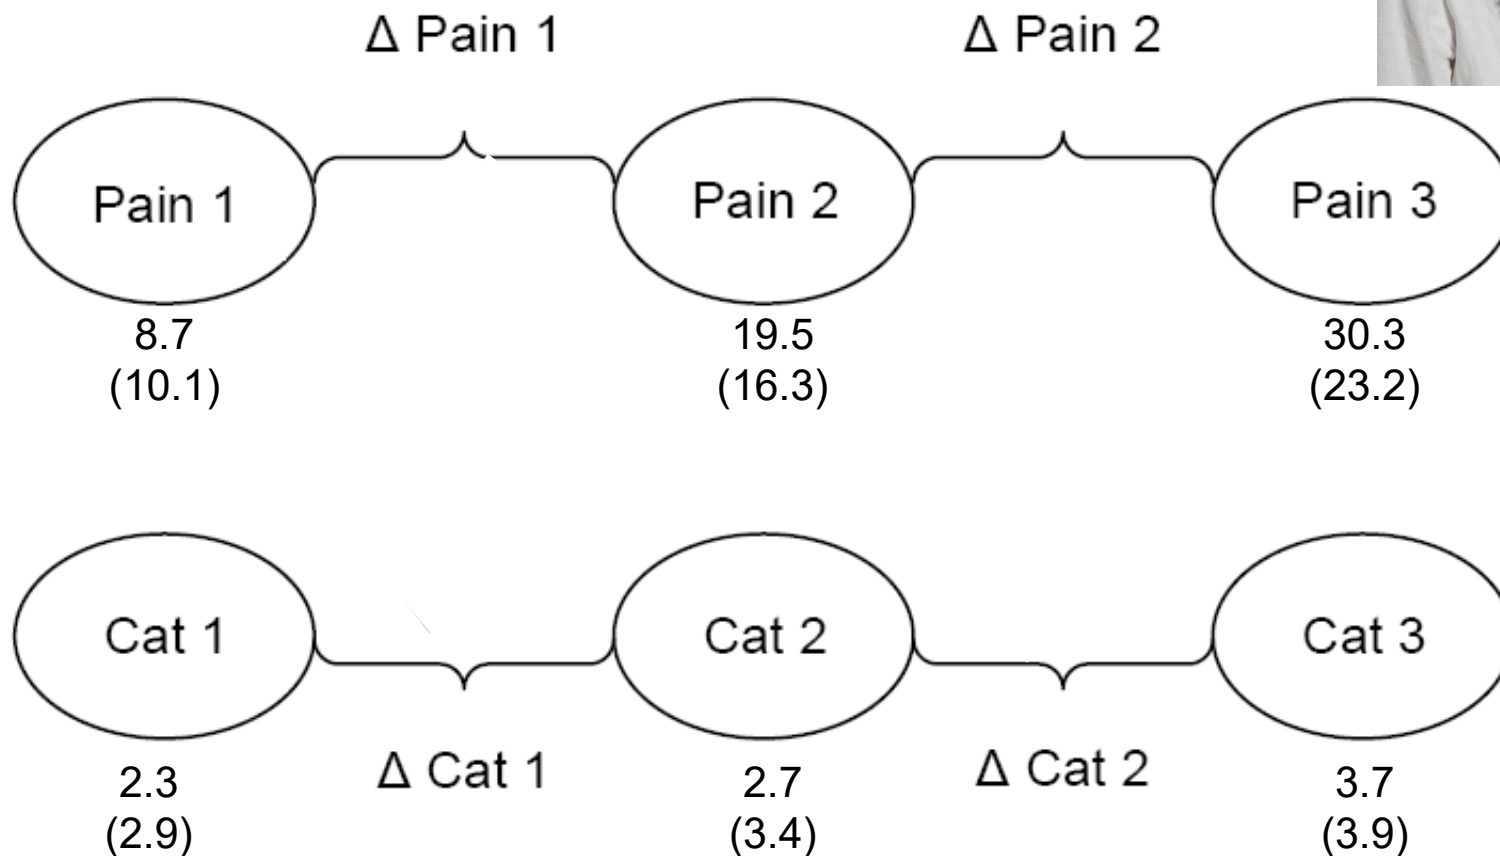 Δ Pain 1
Δ Pain 2
Pain 1
Pain 2
Pain 3
8.7
19.5
30.3
(10.1)
(16.3)
(23.2)
Cat 1
Cat 2
Cat 3
Δ Cat 1
Δ Cat 2
2.3
2.7
3.7
(2.9)
(3.4)
(3.9)